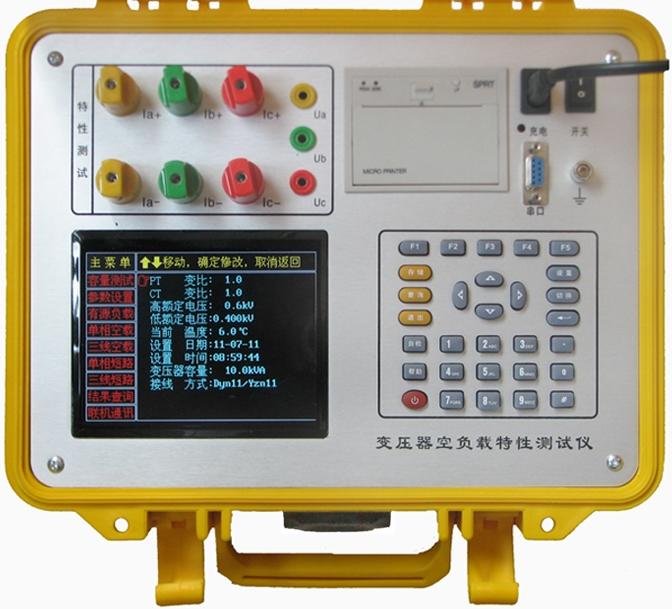 特性测试
Ia+
Ib+
Ic+
Ua
Ub
Ia-
Ib-
Ic-
Uc
SPRT
MICRO PRINTER
充电
开关
串口
主菜单
移动，确定修改，取消返回
容量测试
参数设置
有源负载
单相空载
三线空载
单相短路
三线短路
结果查询
联机通讯
PT 变比: 1.0
CT 变比: 1.0
高额定电压: 0.6kV
低额定电压:0.400kV
当前 温度: 6.0℃
设置 日期:11-07-11
设置 时间:08:59:44
变压器容量: 10.0kVA
接线 方式:Dyn11/Yzn11
F1
F2
F3
F4
F5
存储
设置
查询
切换
退出
自检
1
2ABC
3DEF
帮助
4GHI
5JKL
6MNO
0
7PQRS
8TUV
9WXYZ
#
变压器空负载特性测试仪